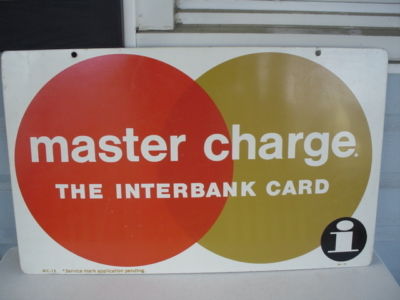 master charge.
THE INTERBANK CARD
i
*Service mark application pending.